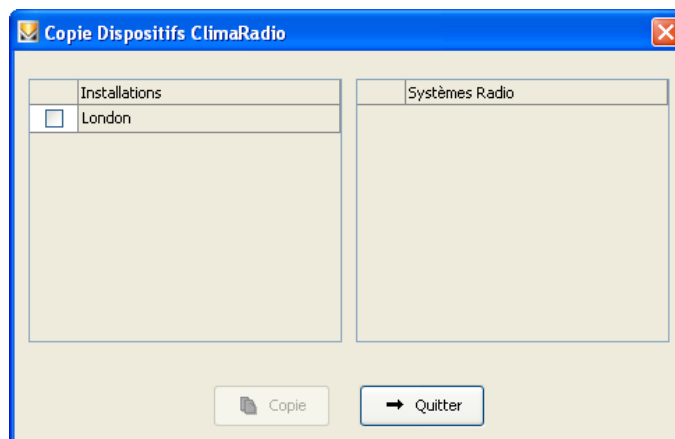 Copie Dispositifs ClimaRadio
Installations
Systèmes Radio
London
Copie
Quitter